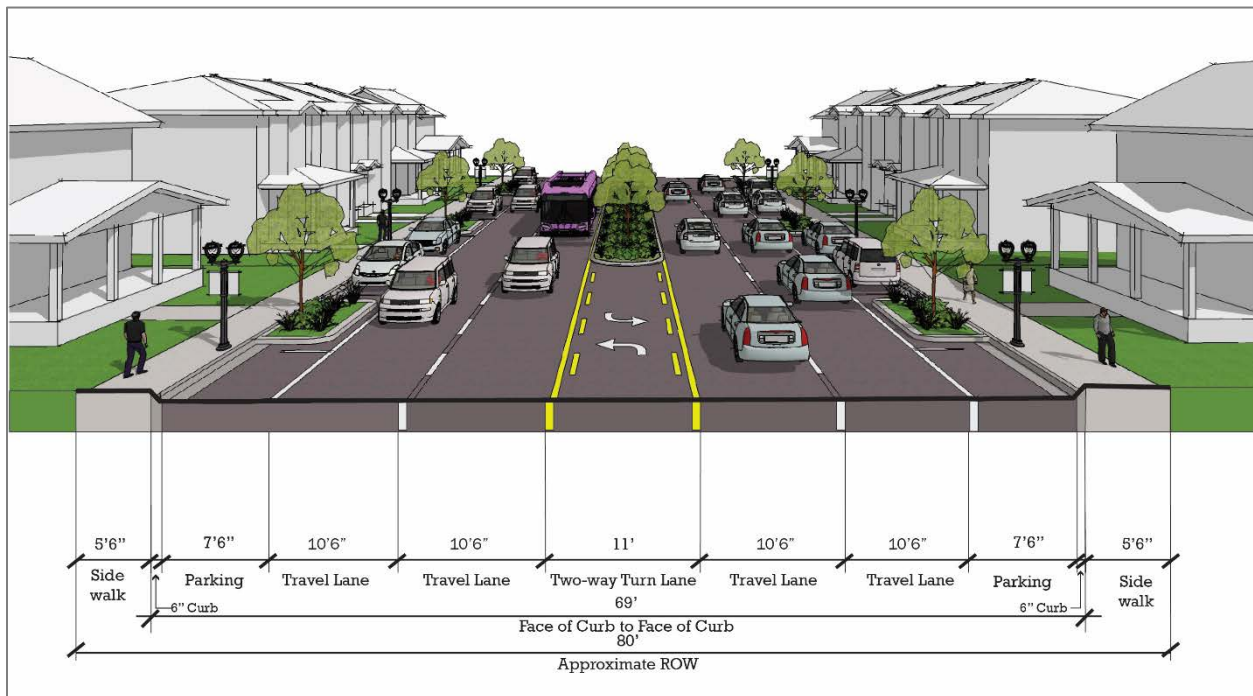 5'6" 7'6" 10'6" 10'6" 11' 10'6" 10'6" 7'6" 5'6"
Side walk Parking Travel Lane Travel Lane Two-way Turn Lane Travel Lane Travel Lane Parking Side walk
6" Curb 69' 6" Curb
Face of Curb to Face of Curb
80'
Approximate ROW